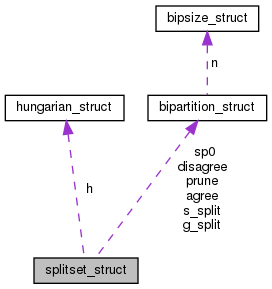 bipsize_struct
n
hungarian_struct
bipartition_struct
h
sp0
disagree
prune
agree
s_split
g_split
splitset_struct